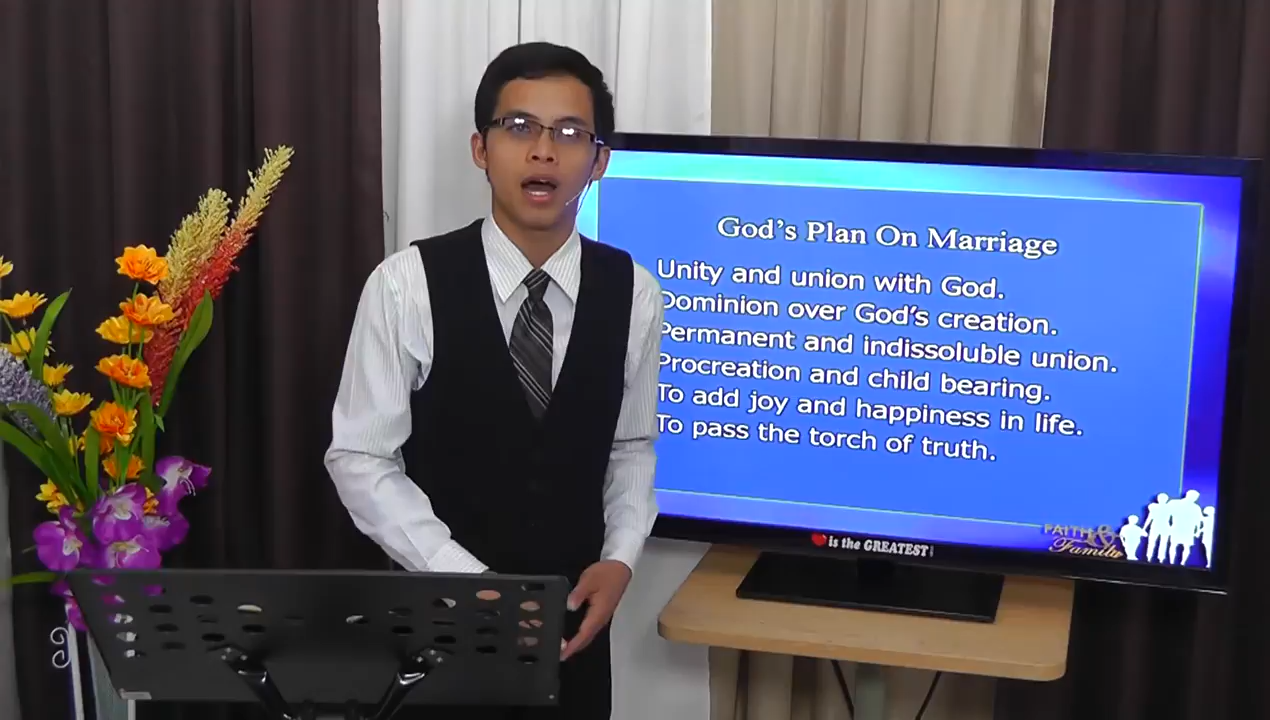 God's Plan On Marriage
Unity and union with God.
Dominion over God's creation.
Permanent and indissoluble union.
Procreation and child bearing.
To add joy and happiness in life.
To pass the torch of truth.
FAITH &
Family
is the GREATEST!